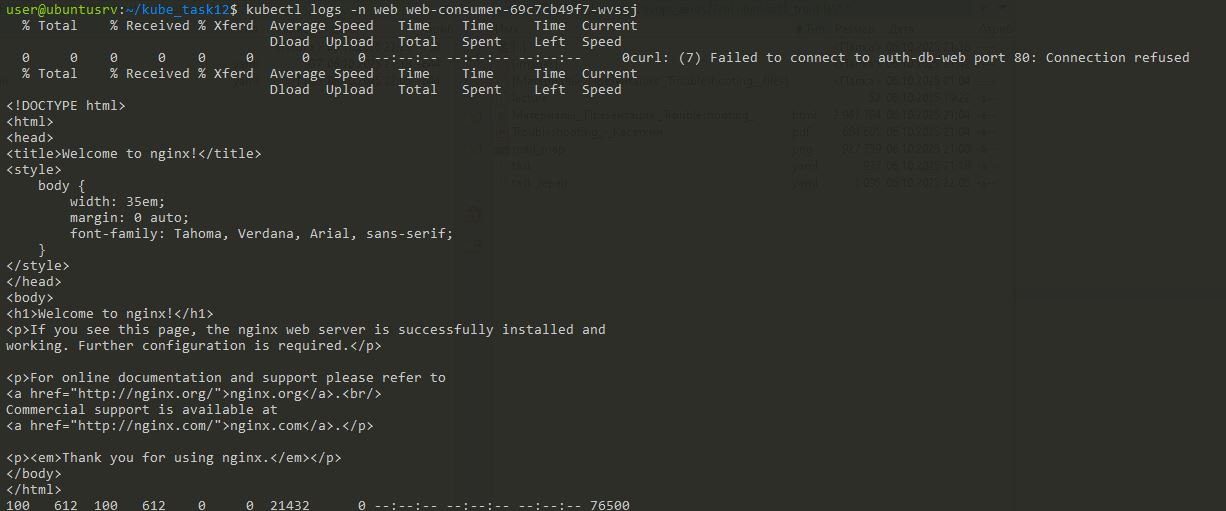 user@ubuntusrv:~/kube_task12$ kubectl logs -n web web-consumer-69c7cb49f7-wvssj
  % Total    % Received % Xferd  Average Speed   Time    Time     Time  Current
                                 Dload  Upload   Total   Spent    Left  Speed
  0     0    0     0    0     0      0      0 --:--:-- --:--:-- --:--:--     0curl: (7) Failed to connect to auth-db-web port 80: Connection refused
  % Total    % Received % Xferd  Average Speed   Time    Time     Time  Current
                                 Dload  Upload   Total   Spent    Left  Speed
<!DOCTYPE html>
<html>
<head>
<title>Welcome to nginx!</title>
<style>
    body {
        width: 35em;
        margin: 0 auto;
        font-family: Tahoma, Verdana, Arial, sans-serif;
    }
</style>
</head>
<body>
<h1>Welcome to nginx!</h1>
<p>If you see this page, the nginx web server is successfully installed and
working. Further configuration is required.</p>

<p>For online documentation and support please refer to
<a href="http://nginx.org/">nginx.org</a>.<br/>
Commercial support is available at
<a href="http://nginx.com/">nginx.com</a>.</p>

<p><em>Thank you for using nginx.</em></p>
</body>
</html>
100   612  100   612    0     0  21432      0 --:--:-- --:--:-- --:--:-- 76500